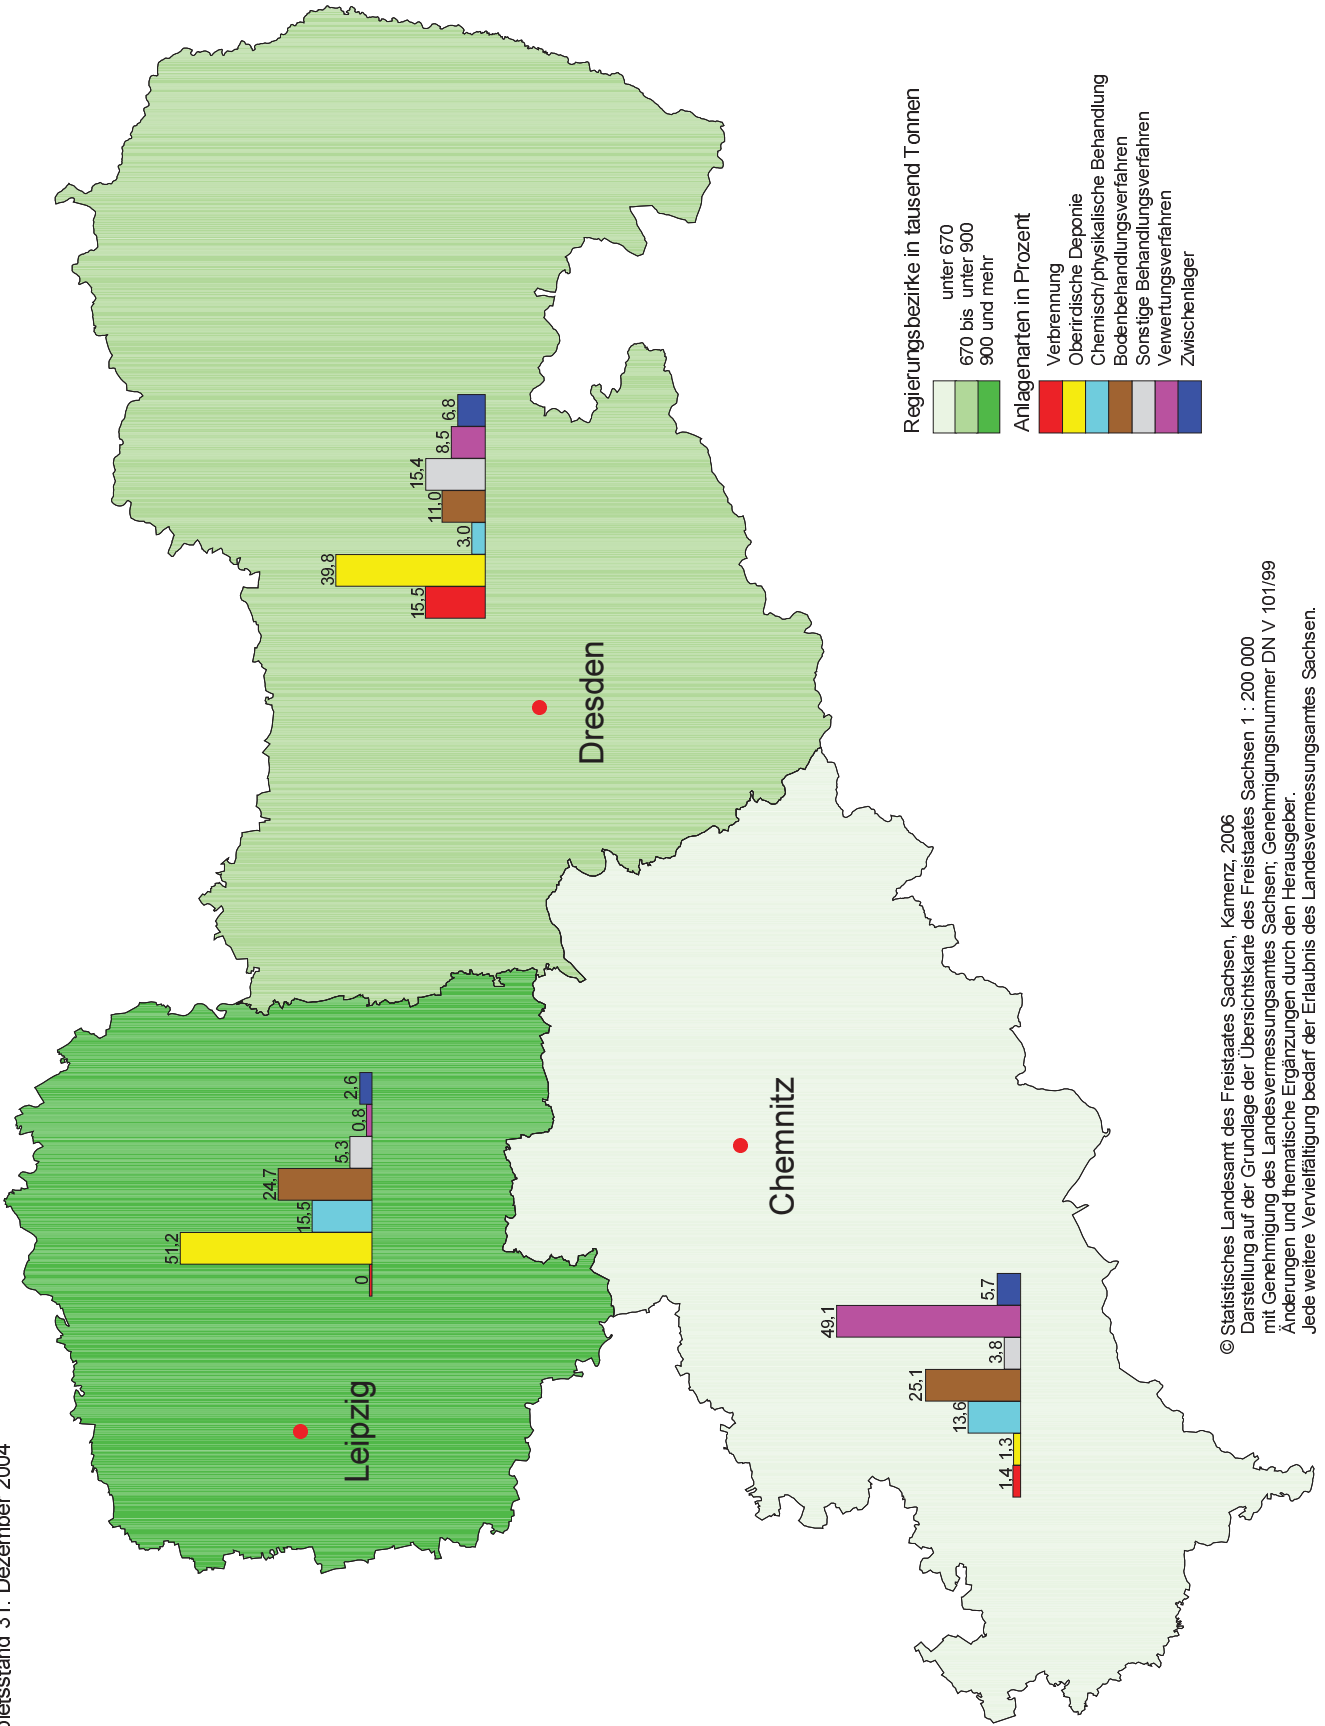 31. Dezember 2004
Leipzig
0
51,2
15,5
24,7
5,3
0,8
2,6
Dresden
15,5
39,8
3,0
11,0
15,4
8,5
6,8
Chemnitz
1,4
1,3
13,6
25,1
3,8
49,1
5,7
Regierungsbezirke in tausend Tonnen
unter 670
670 bis unter 900
900 und mehr
Anlagenarten in Prozent
Verbrennung
Oberirdische Deponie
Chemisch/physikalische Behandlung
Bodenbehandlungsverfahren
Sonstige Behandlungsverfahren
Verwertungsverfahren
Zwischenlager
© Statistisches Landesamt des Freistaates Sachsen, Kamenz, 2006
Darstellung auf der Grundlage der Übersichtskarte des Freistaates Sachsen 1 : 200 000
mit Genehmigung des Landesvermessungsamtes Sachsen; Genehmigungsnummer DN V 101/99
Änderungen und thematische Ergänzungen durch den Herausgeber.
Jede weitere Vervielfältigung bedarf der Erlaubnis des Landesvermessungsamtes Sachsen.